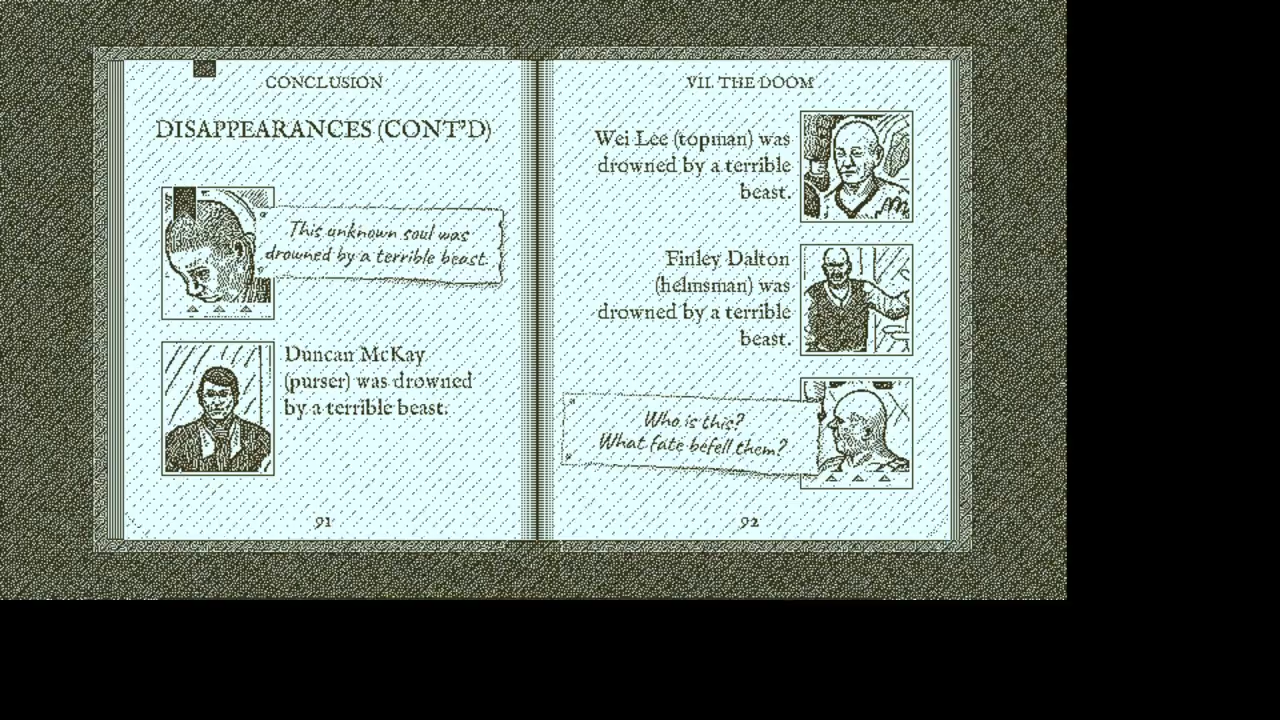 CONCLUSION
DISAPPEARANCES (CONT'D)
This unknown soul was
drowned by a terrible beast.
Duncan McKay
(purser) was drowned
by a terrible beast.
91
VII. THE DOOM
Wei Lee (topman) was
drowned by a terrible
beast.
Finley Dalton
(helmsman) was
drowned by a terrible
beast.
Who is this?
What fate befell them?
92